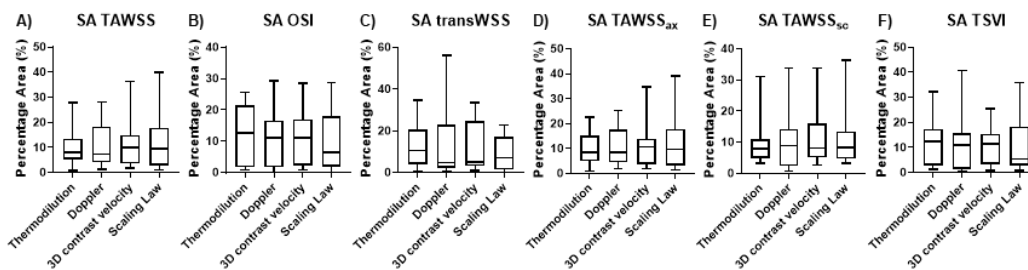 A) SA TAWSS
Percentage Area (%)
50
40
30
20
10
0
Thermodilution
Doppler
3D contrast velocity
Scaling Law
B) SA OSI
Percentage Area (%)
40
30
20
10
0
Thermodilution
Doppler
3D contrast velocity
Scaling Law
C) SA transWSS
Percentage Area (%)
60
40
20
0
Thermodilution
Doppler
3D contrast velocity
Scaling Law
D) SA TAWSSax
Percentage Area (%)
50
40
30
20
10
0
Thermodilution
Doppler
3D contrast velocity
Scaling Law
E) SA TAWSSsc
Percentage Area (%)
40
30
20
10
0
Thermodilution
Doppler
3D contrast velocity
Scaling Law
F) SA TSVI
Percentage Area (%)
50
40
30
20
10
0
Thermodilution
Doppler
3D contrast velocity
Scaling Law